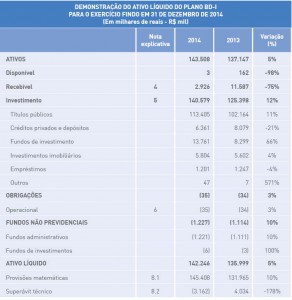 DEMONSTRAÇÃO DO ATIVO LÍQUIDO DO PLANO BD-I
PARA O EXERCÍCIO FINDO EM 31 DE DEZEMBRO DE 2014
(Em milhares de reais - R$ mil)
Nota explicativa 2014 2013 Variação (%)
ATIVOS 143.508 137.147 5%
Disponível 3 162 -98%
Recebível 4 2.926 11.587 -75%
Investimento 5 140.579 125.398 12%
Títulos públicos 113.405 102.164 11%
Créditos privados e depósitos 6.361 8.079 -21%
Fundos de investimento 13.761 8.299 66%
Investimentos imobiliários 5.804 5.602 4%
Empréstimos 1.201 1.247 -4%
Outros 47 7 571%
OBRIGAÇÕES (35) (34) 3%
Operacional 6 (35) (34) 3%
FUNDOS NÃO PREVIDENCIAIS (1.227) (1.114) 10%
Fundos administrativos (1.221) (1.111) 10%
Fundos de investimentos (6) (3) 100%
ATIVO LÍQUIDO 142.246 135.999 5%
Provisões matemáticas 8.1 145.408 131.965 10%
Superávit técnico 8.2 (3.162) 4.034 -178%